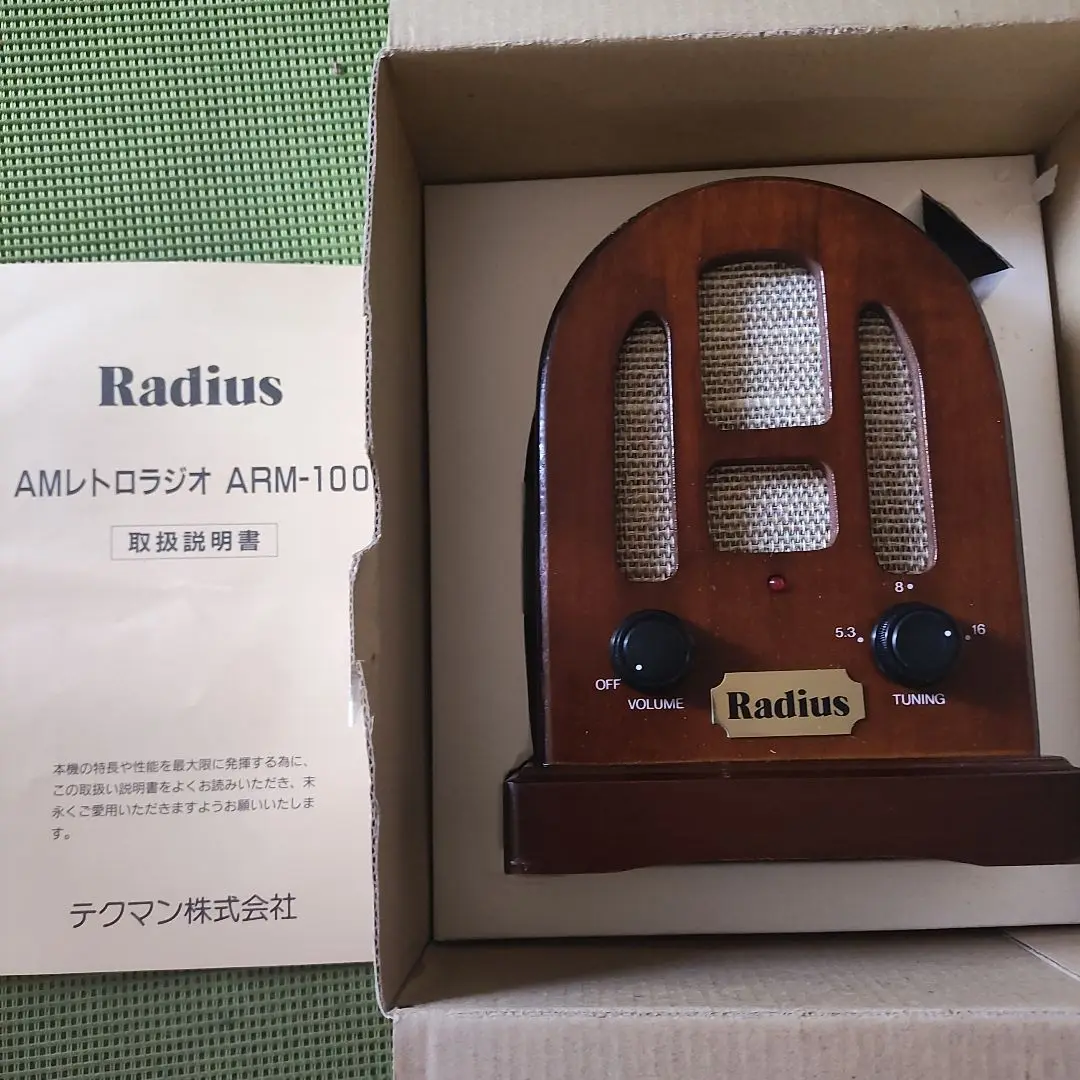 Radius
AMレトロラジオ ARM-100
取扱説明書
本機の特長や性能を最大限に発揮する為に、
この取扱い説明書をよくお読みいただき、末
永くご愛用いただきますようお願いいたしま
す。
テクマン株式会社
8
5.3
16
OFF
VOLUME
Radius
TUNING